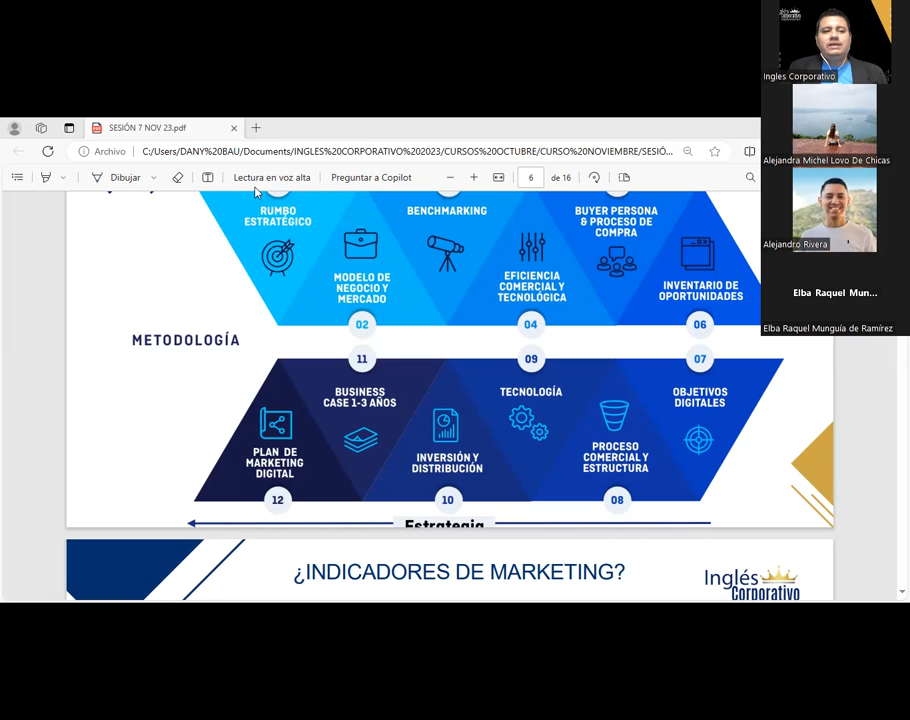 SESIÓN 7 NOV 23.pdf
Archivo
C:/Users/DANY%20BAU/Documents/INGLES%20CORPORATIVO%202023/CURSOS%20OCTUBRE/CURSO%20NOVIEMBRE/SESIÓ...
Dibujar
Lectura en voz alta
Preguntar a Copilot
6
de 16
RUMBO
ESTRATÉGICO
BENCHMARKING
BUYER PERSONA
& PROCESO DE
COMPRA
MODELO DE
NEGOCIO Y
MERCADO
EFICIENCIA
COMERCIAL Y
TECNOLÓGICA
INVENTARIO DE
OPORTUNIDADES
02
04
06
METODOLOGÍA
11
09
07
BUSINESS
CASE 1-3 AÑOS
TECNOLOGÍA
OBJETIVOS
DIGITALES
PLAN DE
MARKETING
DIGITAL
INVERSIÓN Y
DISTRIBUCIÓN
PROCESO
COMERCIAL Y
ESTRUCTURA
12
10
08
Estrategia
¿INDICADORES DE MARKETING?
Inglés
Corporativo
Ingles Corporativo
Alejandra Michel Lovo De Chicas
Alejandro Rivera
Elba Raquel Mun...
Elba Raquel Munguía de Ramírez